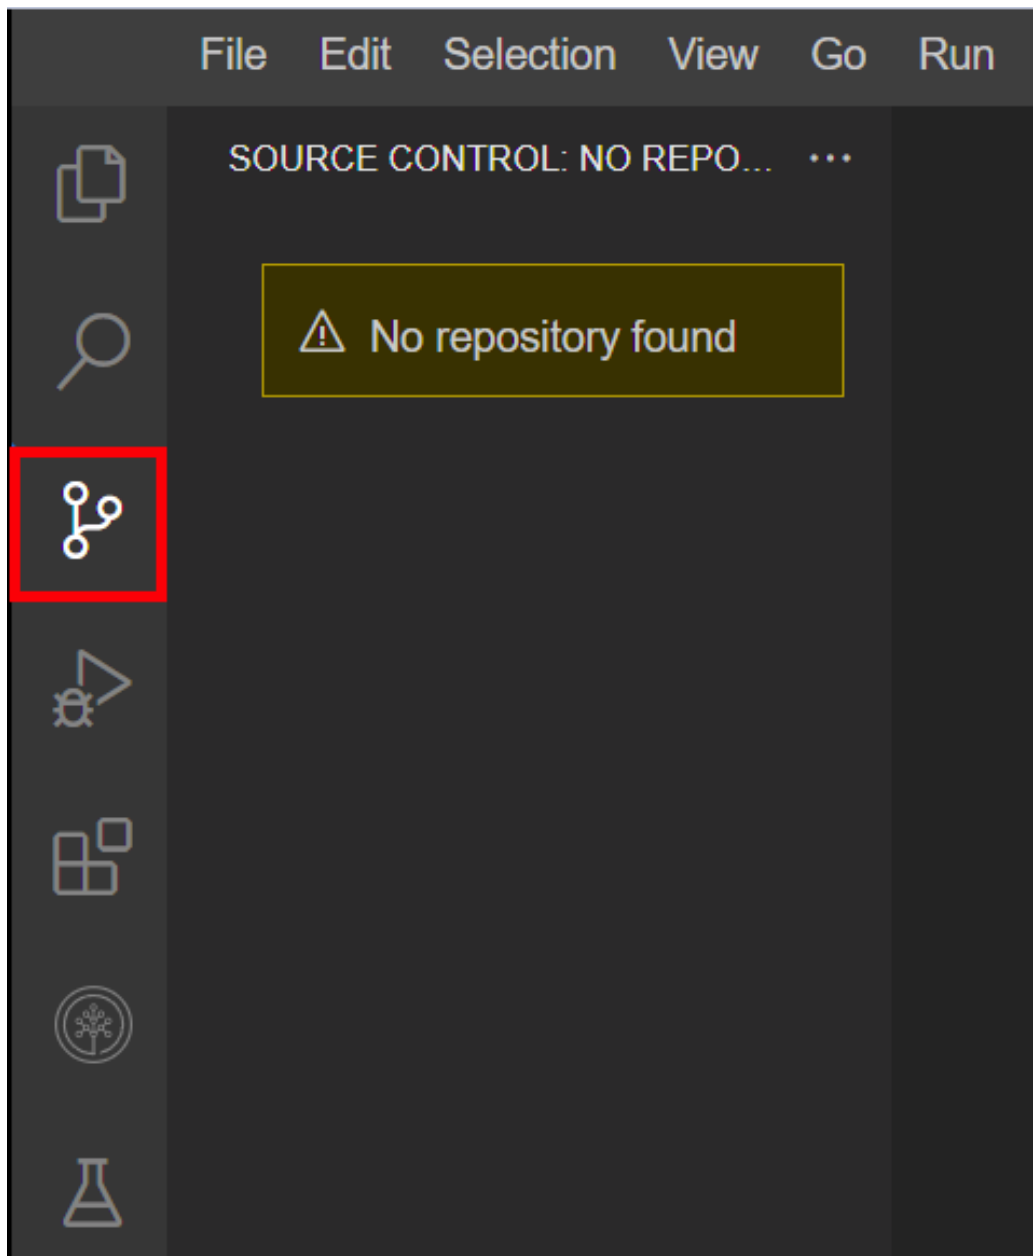 File Edit Selection View Go Run
SOURCE CONTROL: NO REPO... ...
No repository found